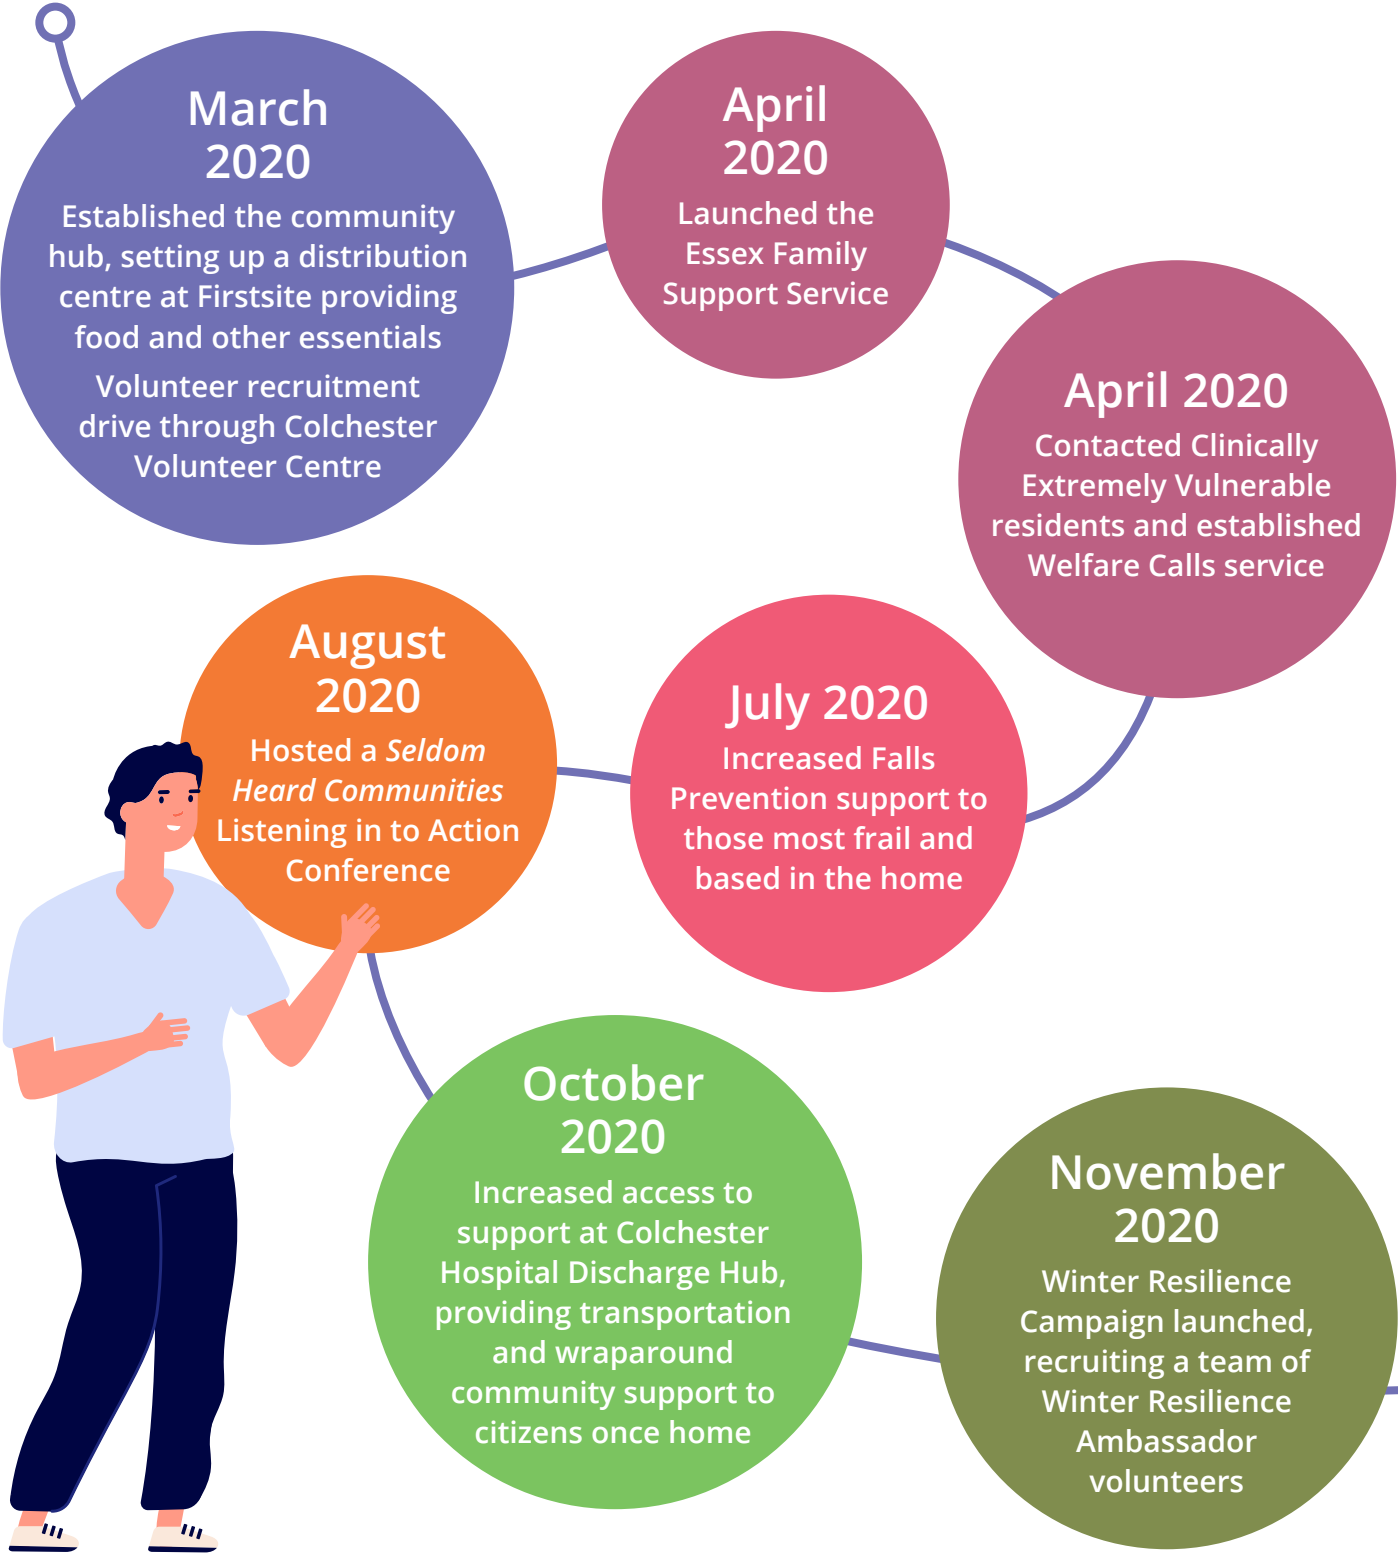 March
2020
Established the community
hub, setting up a distribution
centre at Firstsite providing
food and other essentials
Volunteer recruitment
drive through Colchester
Volunteer Centre
April
2020
Launched the
Essex Family
Support Service
April 2020
Contacted Clinically
Extremely Vulnerable
residents and established
Welfare Calls service
July 2020
Increased Falls
Prevention support to
those most frail and
based in the home
August
2020
Hosted a Seldom
Heard Communities
Listening in to Action
Conference
October
2020
Increased access to
support at Colchester
Hospital Discharge Hub,
providing transportation
and wraparound
community support to
citizens once home
November
2020
Winter Resilience
Campaign launched,
recruiting a team of
Winter Resilience
Ambassador
volunteers